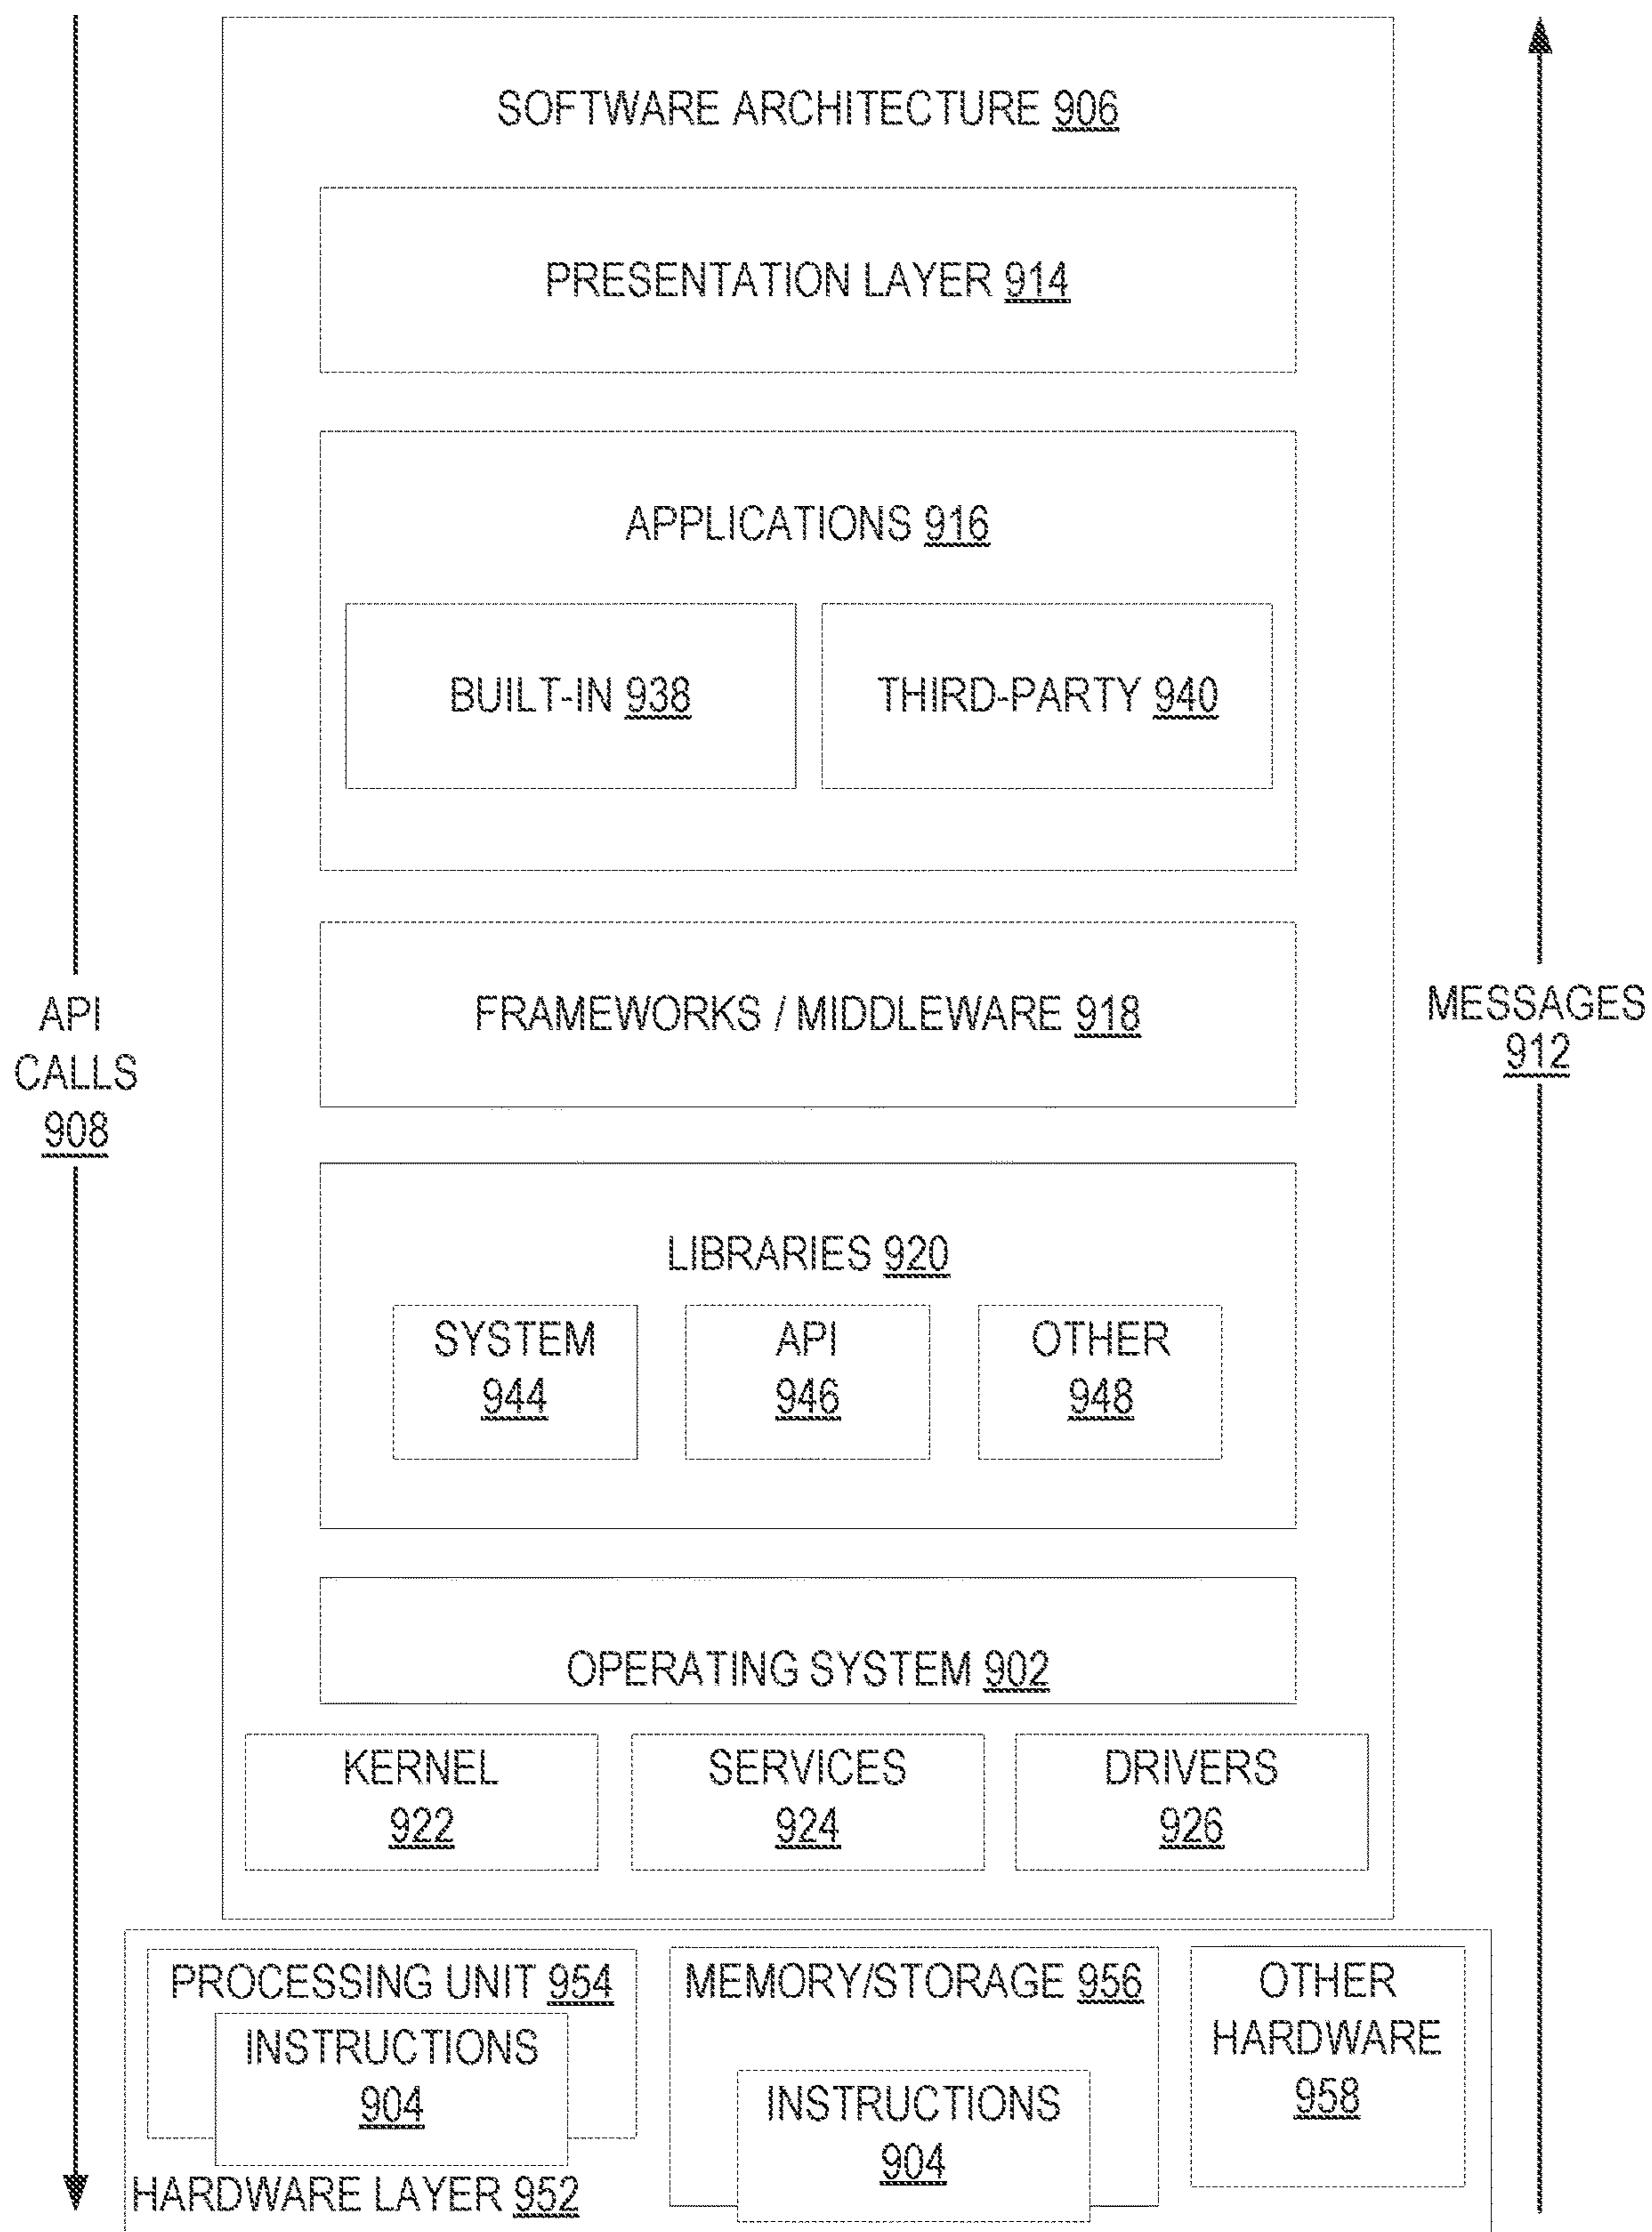 SOFTWARE ARCHITECTURE 906
PRESENTATION LAYER 914
APPLICATIONS 916
BUILT-IN 938
THIRD-PARTY 940
FRAMEWORKS / MIDDLEWARE 918
API
CALLS
908
MESSAGES
912
LIBRARIES 920
SYSTEM
944
API
946
OTHER
948
OPERATING SYSTEM 902
KERNEL
922
SERVICES
924
DRIVERS
926
PROCESSING UNIT 954
INSTRUCTIONS
904
MEMORY/STORAGE 956
INSTRUCTIONS
904
OTHER
HARDWARE
958
HARDWARE LAYER 952